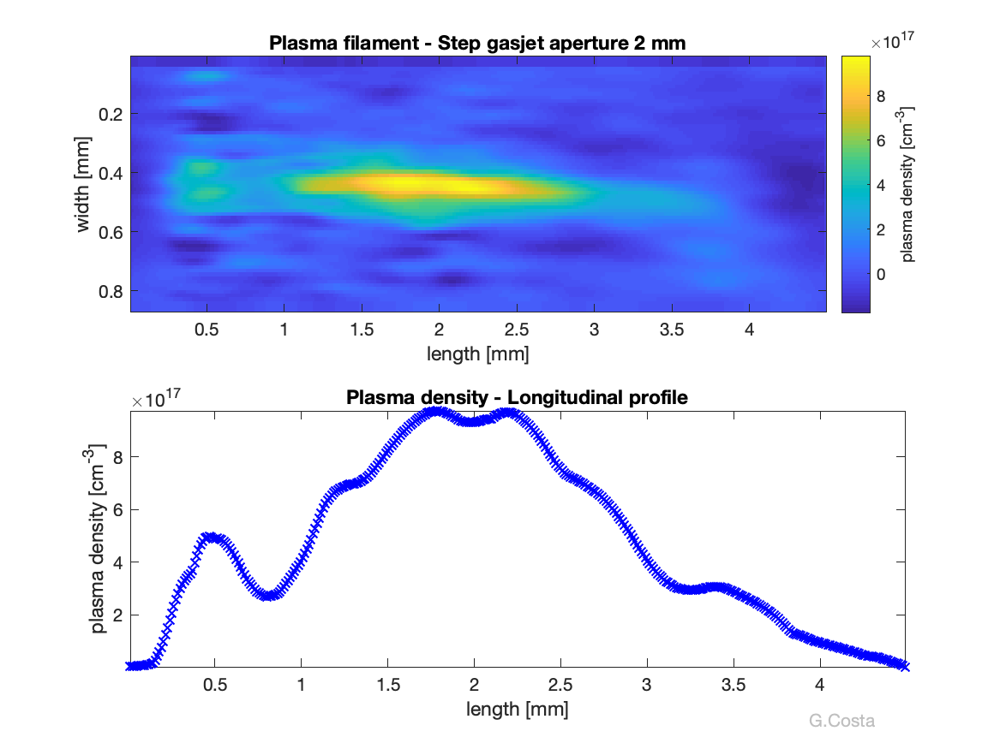 Plasma filament - Step gasjet aperture 2 mm
×10^17
0.2
0.4
0.6
0.8
width [mm]
0.5 1 1.5 2 2.5 3 3.5 4
length [mm]
8
6
4
2
0
plasma density [cm^-3]
×10^17
Plasma density - Longitudinal profile
8
6
4
2
plasma density [cm^-3]
0.5 1 1.5 2 2.5 3 3.5 4
length [mm]
G.Costa